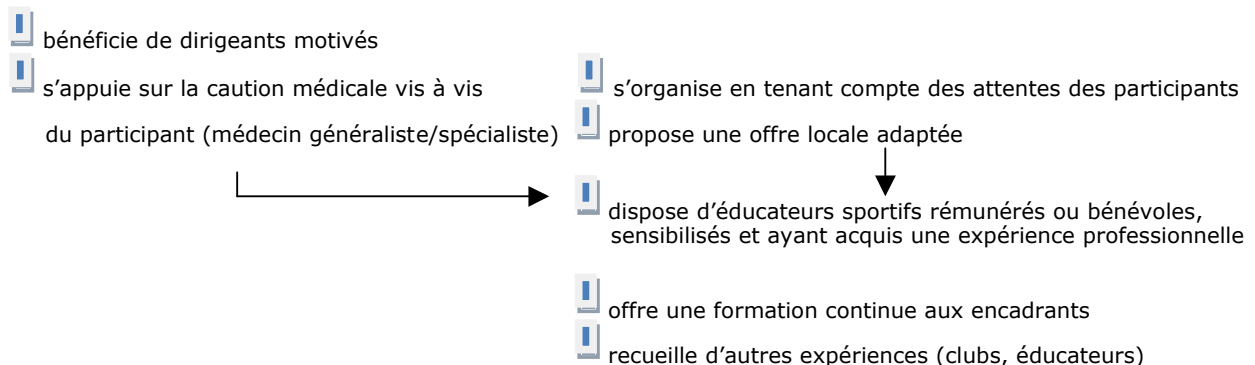 bénéficie de dirigeants motivés
s'appuie sur la caution médicale vis à vis
du participant (médecin généraliste/spécialiste)
s'organise en tenant compte des attentes des participants
propose une offre locale adaptée
dispose d'éducateurs sportifs rémunérés ou bénévoles,
sensibilisés et ayant acquis une expérience professionnelle
offre une formation continue aux encadrants
recueille d'autres expériences (clubs, éducateurs)